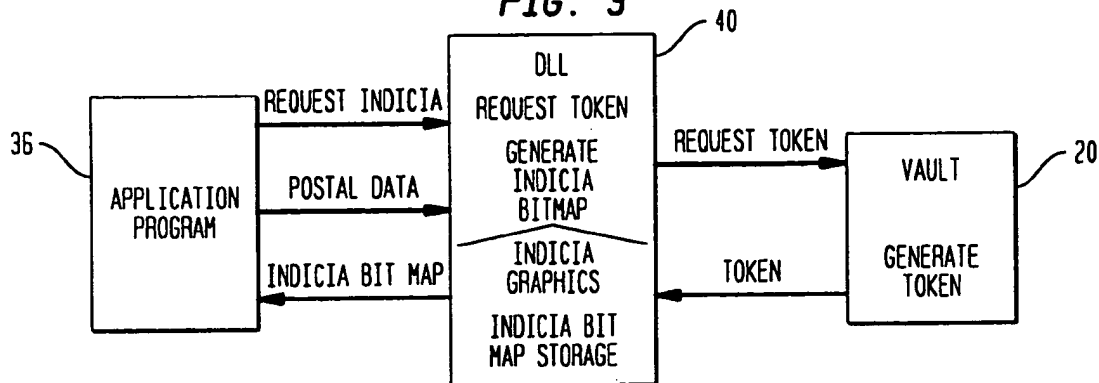 FIG. 3
40
DLL
REQUEST TOKEN
GENERATE
INDICIA
BITMAP
INDICIA
GRAPHICS
INDICIA BIT
MAP STORAGE
36
APPLICATION
PROGRAM
REQUEST INDICIA
POSTAL DATA
INDICIA BIT MAP
REQUEST TOKEN
TOKEN
20
VAULT
GENERATE
TOKEN